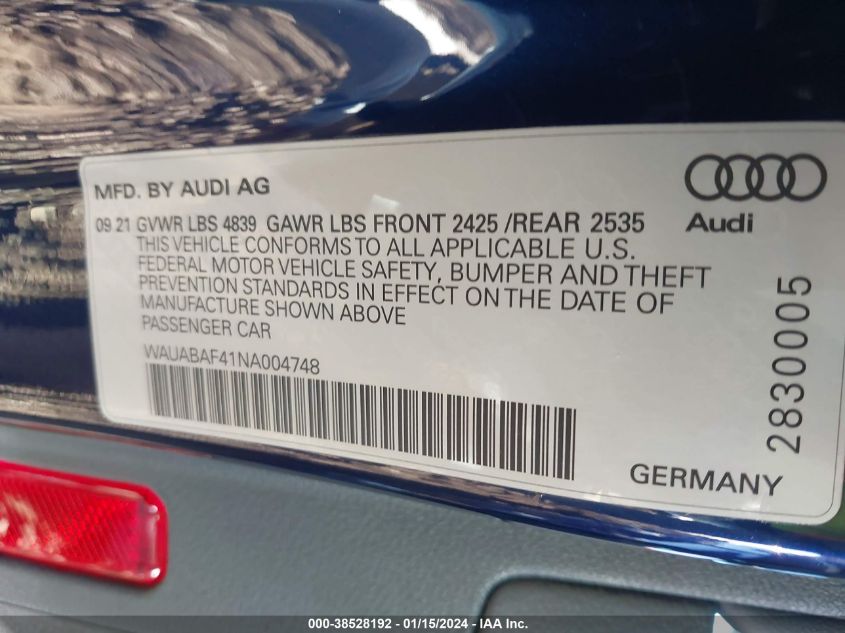 MFD. BY AUDI AG
Audi
09 21 GVWR LBS 4839 GAWR LBS FRONT 2425 /REAR 2535
THIS VEHICLE CONFORMS TO ALL APPLICABLE U.S.
FEDERAL MOTOR VEHICLE SAFETY, BUMPER AND THEFT
PREVENTION STANDARDS IN EFFECT ON THE DATE OF
MANUFACTURE SHOWN ABOVE
PASSENGER CAR
WAUABAF41NA004748
2830005
GERMANY
000-38528192 - 01/15/2024 - IAA Inc.